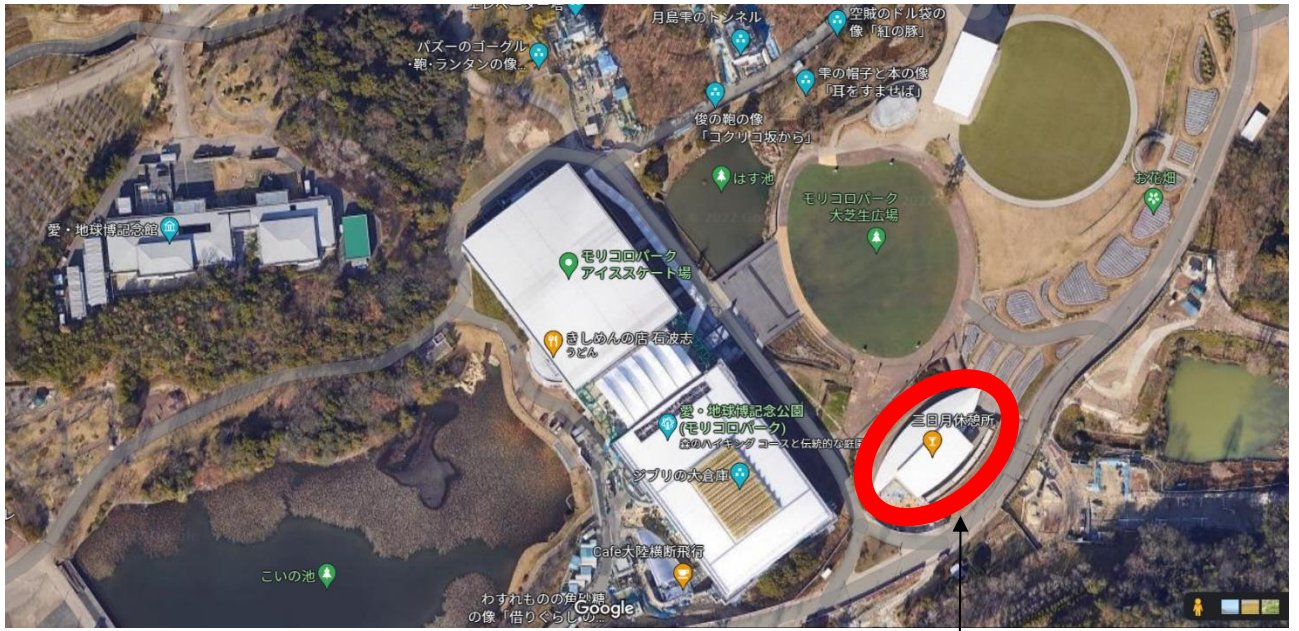 エレベーター塔
月島雫のトンネル
空賊のドル袋の
像「紅の豚」
パズーのゴーグル
・鞄・ランタンの像...
雫の帽子と本の像
「耳をすませば」
俊の鞄の像
「コクリコ坂から」
はす池
お花畑
モリコロパーク
大芝生広場
愛・地球博記念館
モリコロパーク
アイススケート場
きしめんの店 石波志
うどん
愛・地球博記念公園
(モリコロパーク)
森のハイキング コースと伝統的な庭園
三日月休憩所
ジブリの大倉庫
Cafe大陸横断飛行
こいの池
わすれものの角砂糖
の像「借りぐらしの...
Google